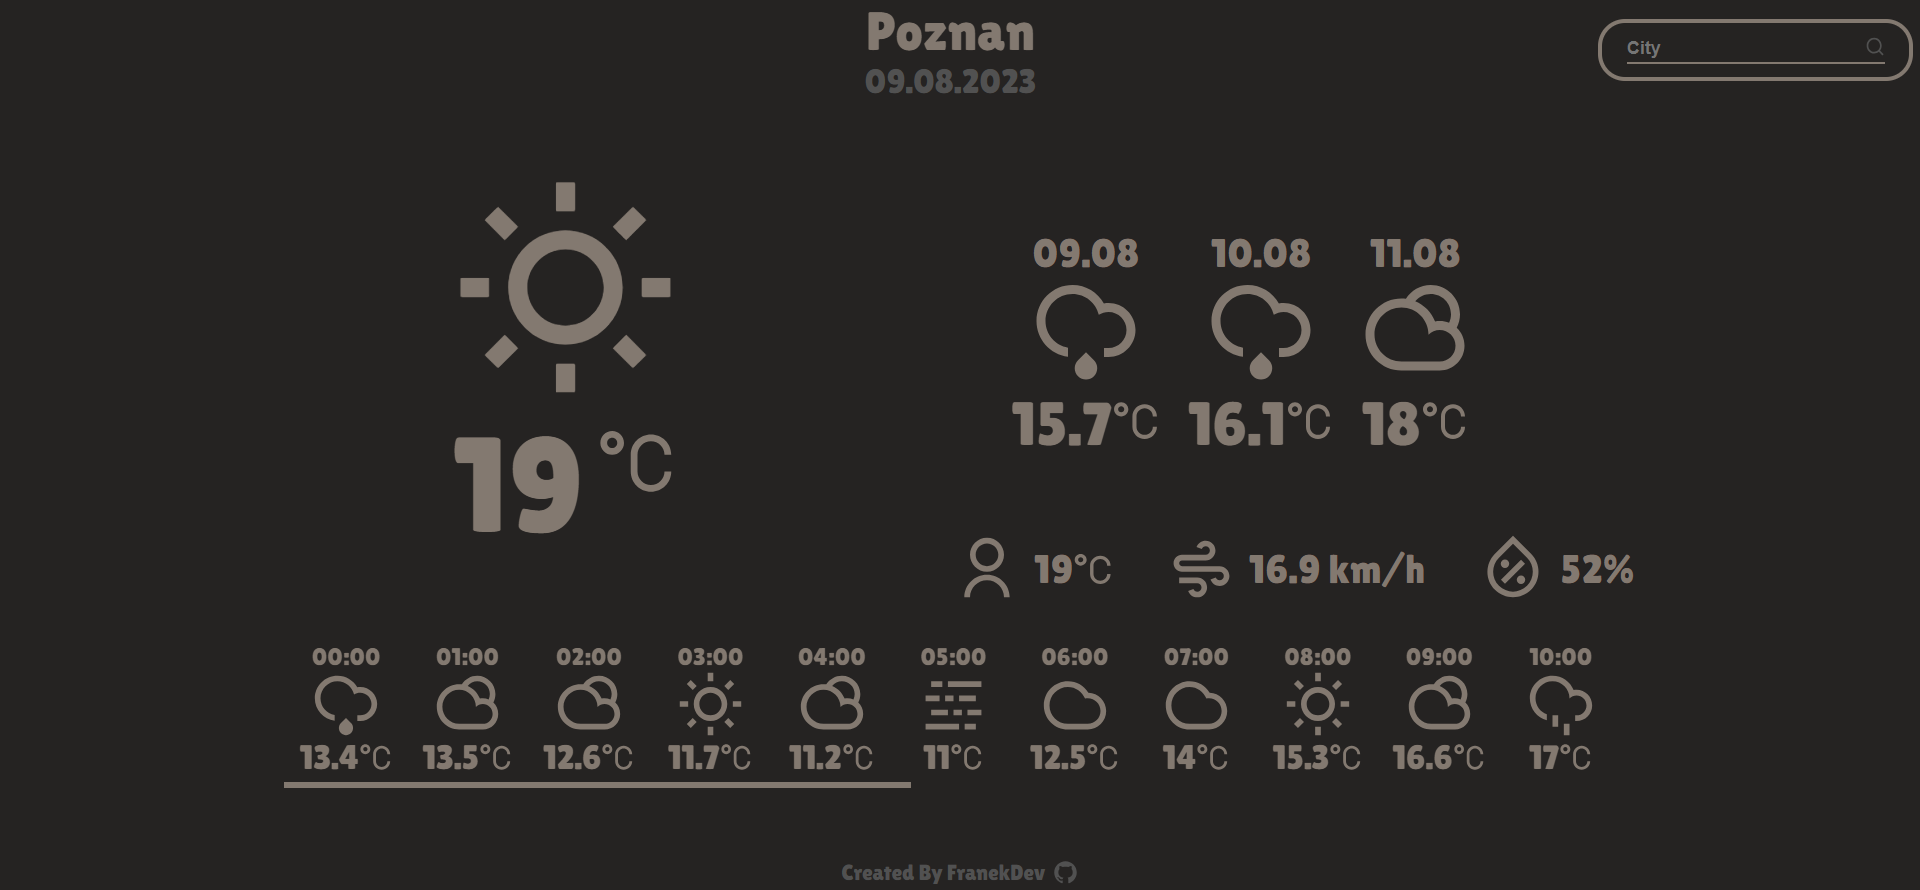 Poznan
09.08.2023
City
19 °C
09.08 10.08 11.08
15.7°C 16.1°C 18°C
19°C 16.9 km/h 52%
00:00 01:00 02:00 03:00 04:00 05:00 06:00 07:00 08:00 09:00 10:00
13.4°C 13.5°C 12.6°C 11.7°C 11.2°C 11°C 12.5°C 14°C 15.3°C 16.6°C 17°C
Created By FranekDev